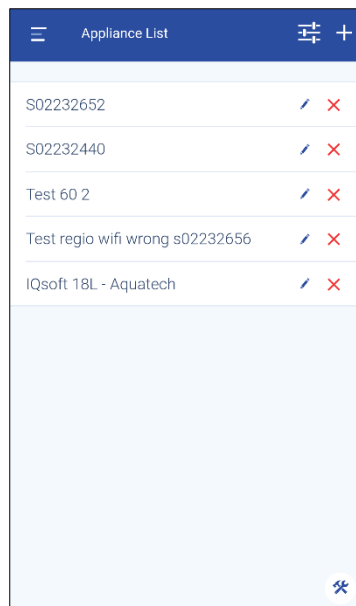 Appliance List
S02232652
S02232440
Test 60 2
Test regio wifi wrong s02232656
IQsoft 18L - Aquatech